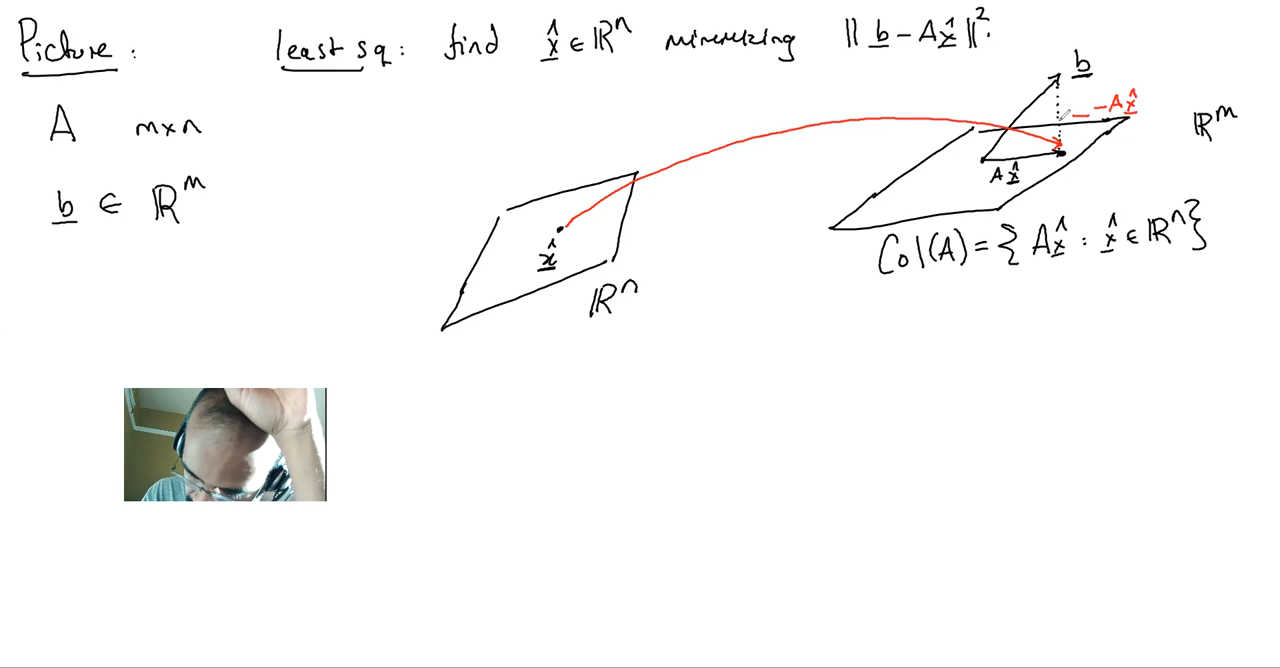 Picture: least sq: find x̂ ∈ ℝⁿ minimizing ‖b - Ax̂‖².
b
- Ax̂
A m×n
ℝᵐ
Ax̂
b ∈ ℝᵐ
Col(A) = { Ax̂ : x̂ ∈ ℝⁿ }
x̂
ℝⁿ